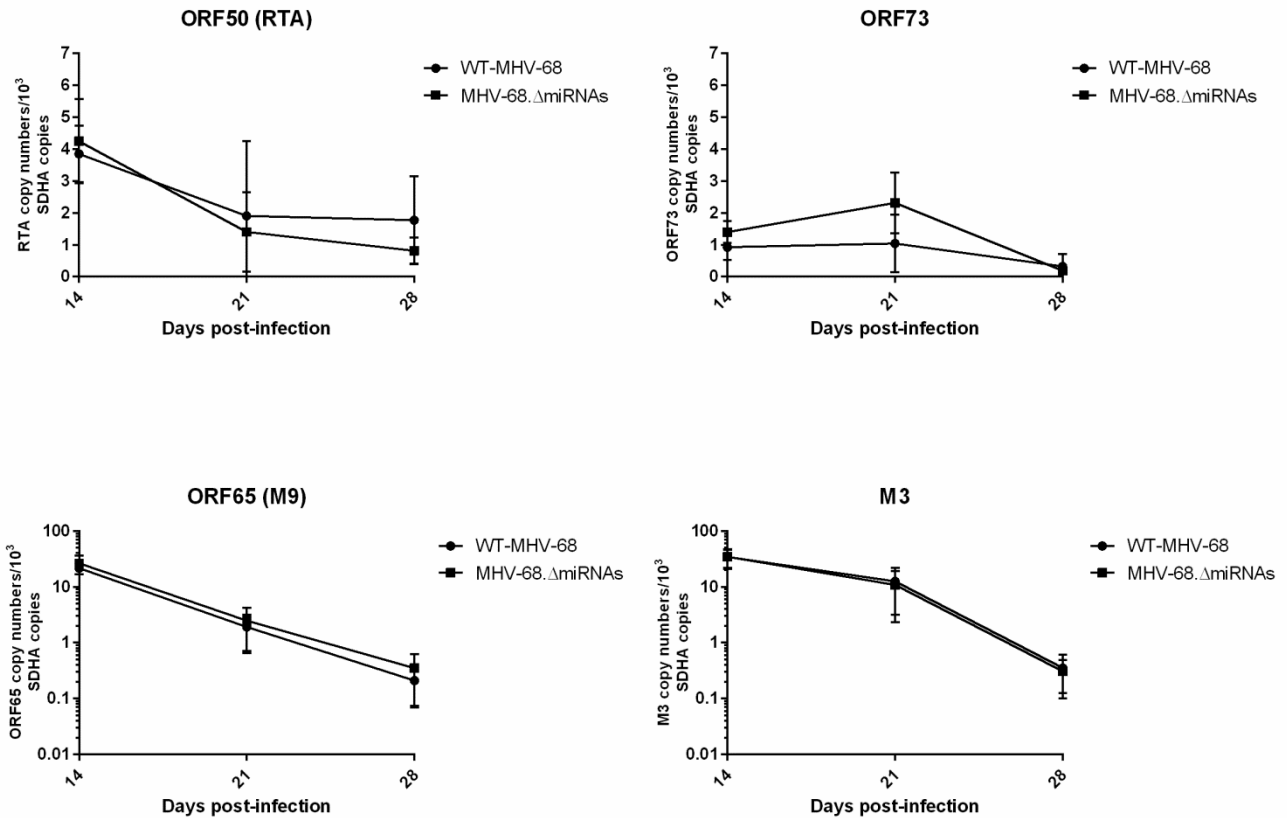 ORF50 (RTA)
RTA copy numbers/10³
SDHA copies
7
6
5
4
3
2
1
0
14
21
28
Days post-infection
WT-MHV-68
MHV-68.ΔmiRNAs
ORF73
ORF73 copy numbers/10³
SDHA copies
7
6
5
4
3
2
1
0
14
21
28
Days post-infection
WT-MHV-68
MHV-68.ΔmiRNAs
ORF65 (M9)
ORF65 copy numbers/10³
SDHA copies
100
10
1
0.1
0.01
14
21
28
Days post-infection
WT-MHV-68
MHV-68.ΔmiRNAs
M3
M3 copy numbers/10³
SDHA copies
100
10
1
0.1
0.01
14
21
28
Days post-infection
WT-MHV-68
MHV-68.ΔmiRNAs